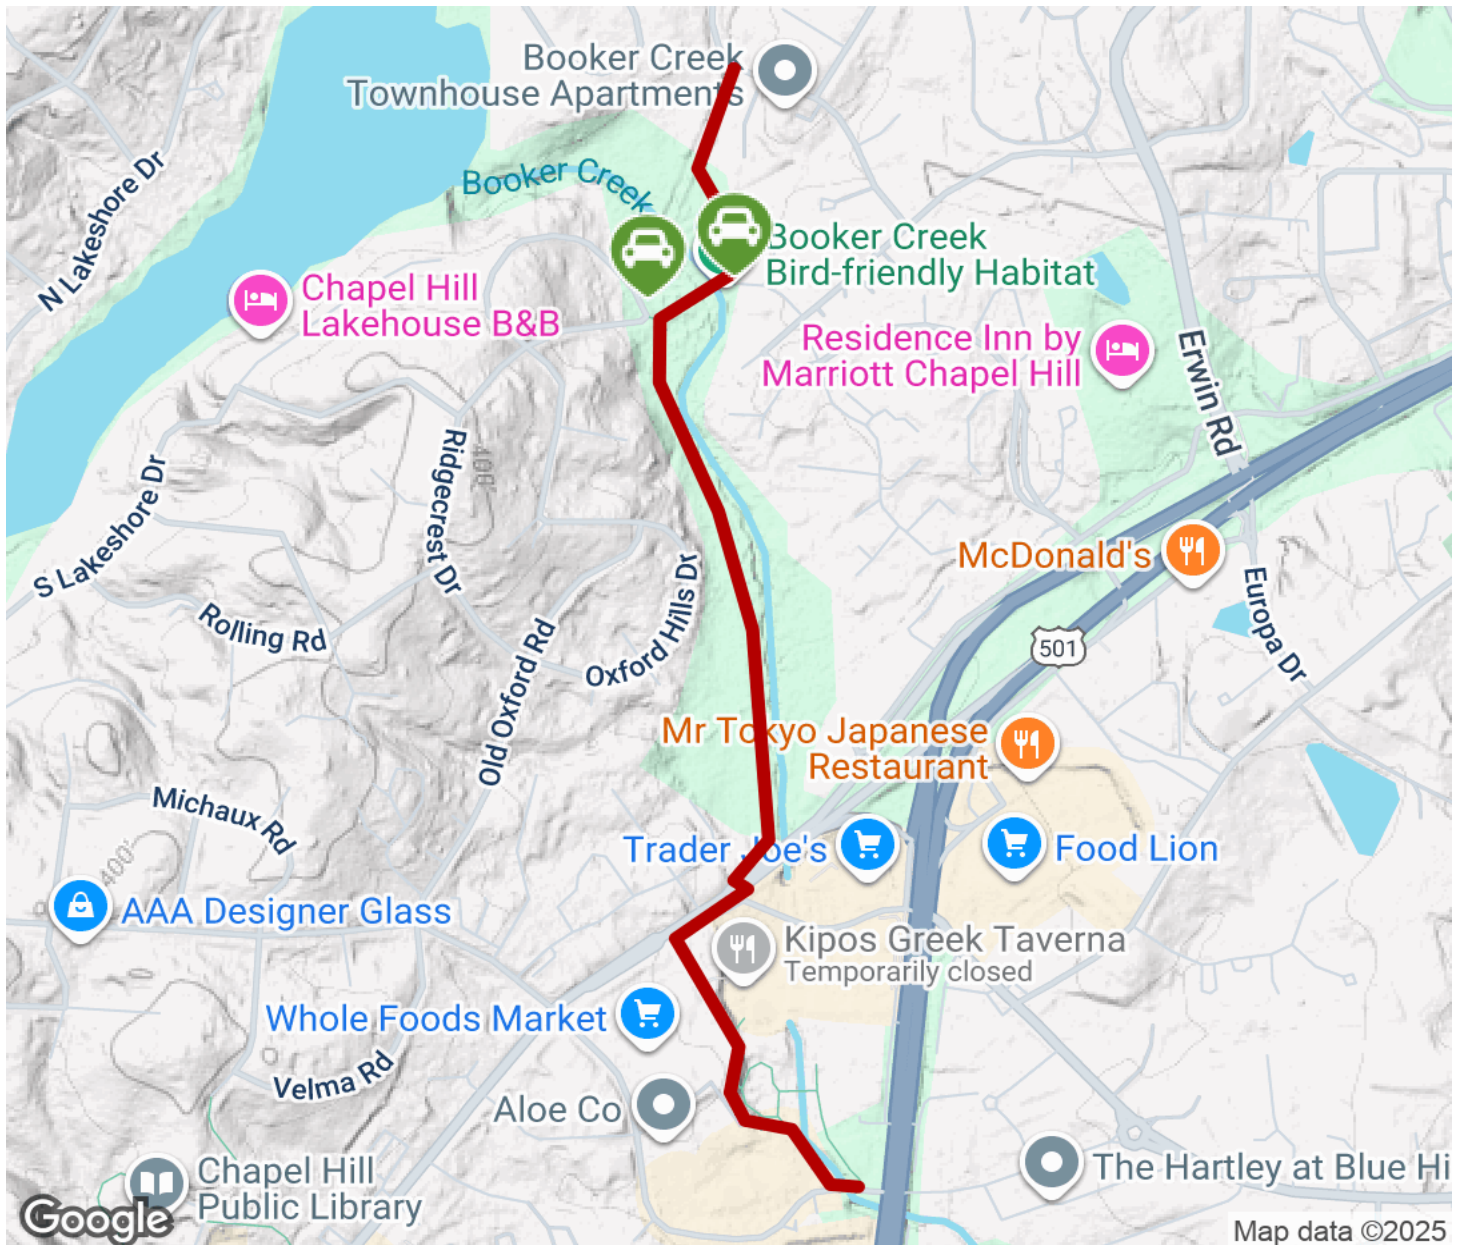 Booker Creek
Townhouse Apartments
N Lakeshore Dr
Booker Creek
Booker Creek
Bird-friendly Habitat
Chapel Hill
Lakehouse B&B
Residence Inn by
Marriott Chapel Hill
Erwin Rd
Ridgecrest Dr
400'
S Lakeshore Dr
McDonald's
Rolling Rd
Old Oxford Rd
Oxford Hills Dr
501
Europa Dr
Mr Tokyo Japanese
Restaurant
Michaux Rd
400'
Trader Joe's
Food Lion
AAA Designer Glass
Kipos Greek Taverna
Temporarily closed
Whole Foods Market
Velma Rd
Aloe Co
Chapel Hill
Public Library
The Hartley at Blue Hi
Google
Map data ©2025